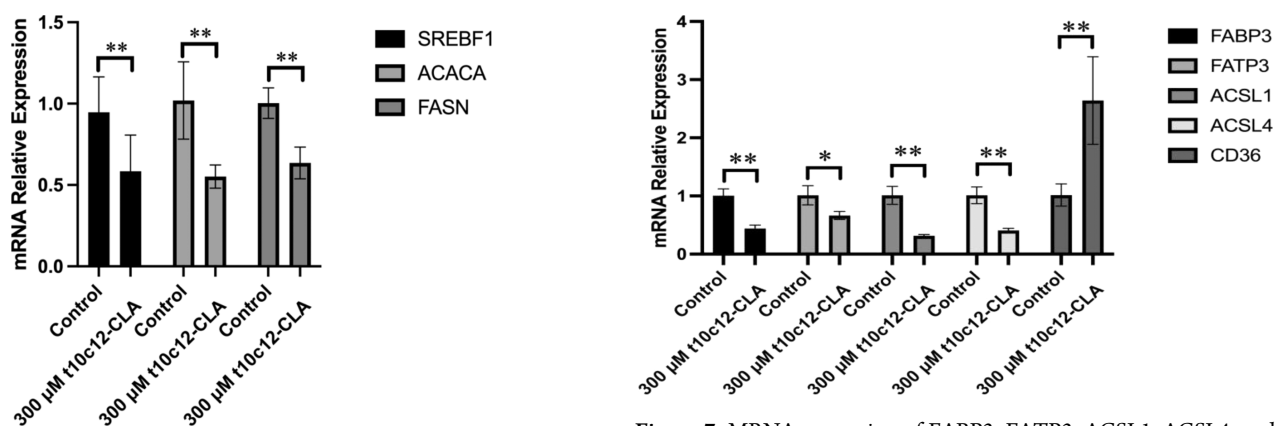 1.5
1.0
0.5
0.0
mRNA Relative Expression
**
**
**
Control
300 µM t10c12-CLA
Control
300 µM t10c12-CLA
Control
300 µM t10c12-CLA
SREBF1
ACACA
FASN
4
3
2
1
0
mRNA Relative Expression
**
*
**
**
**
Control
300 µM t10c12-CLA
Control
300 µM t10c12-CLA
Control
300 µM t10c12-CLA
Control
300 µM t10c12-CLA
Control
300 µM t10c12-CLA
FABP3
FATP3
ACSL1
ACSL4
CD36